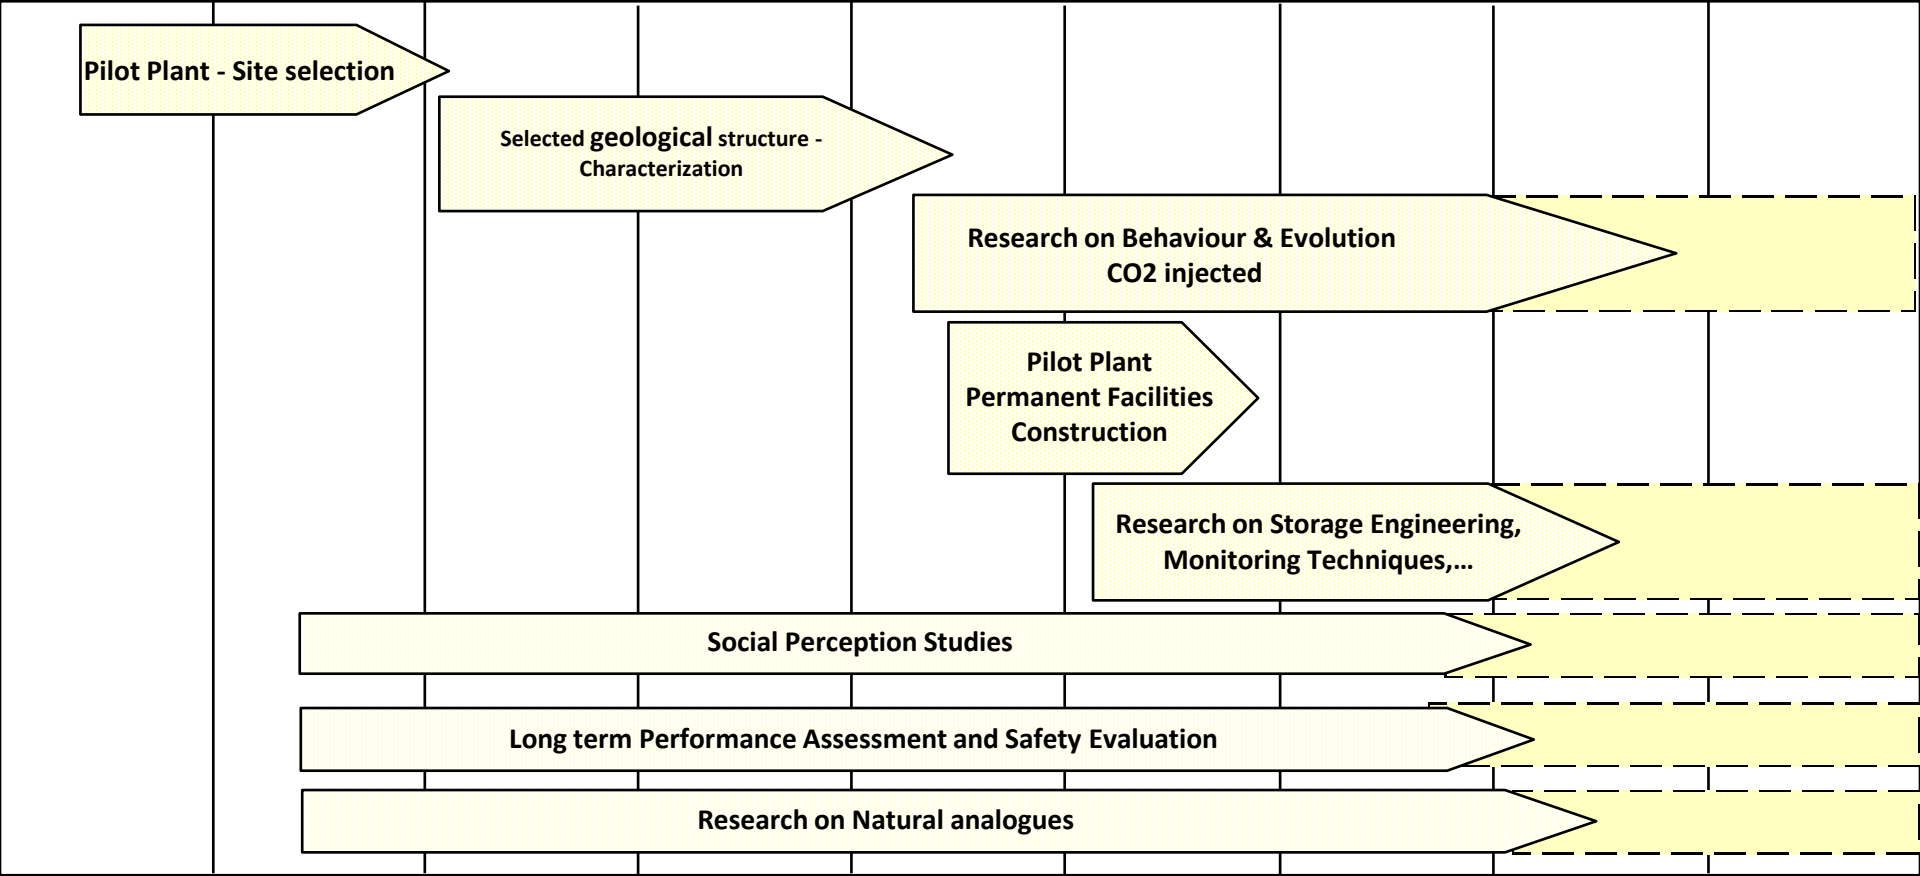 Pilot Plant - Site selection
Selected geological structure -
Characterization
Research on Behaviour & Evolution
CO2 injected
Pilot Plant
Permanent Facilities
Construction
Research on Storage Engineering,
Monitoring Techniques,...
Social Perception Studies
Long term Performance Assessment and Safety Evaluation
Research on Natural analogues